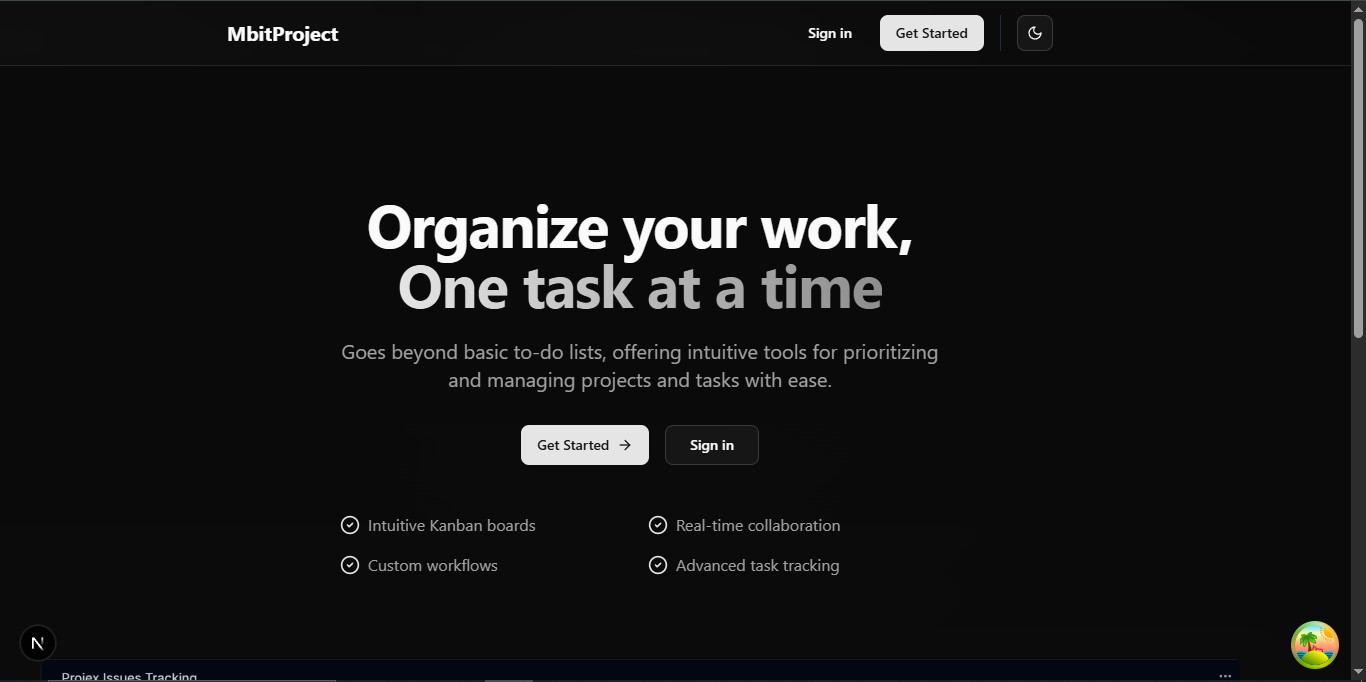 MbitProject
Sign in
Get Started
Organize your work,
One task at a time
Goes beyond basic to-do lists, offering intuitive tools for prioritizing
and managing projects and tasks with ease.
Get Started
Sign in
Intuitive Kanban boards
Real-time collaboration
Custom workflows
Advanced task tracking
N
Projex Issues Tracking